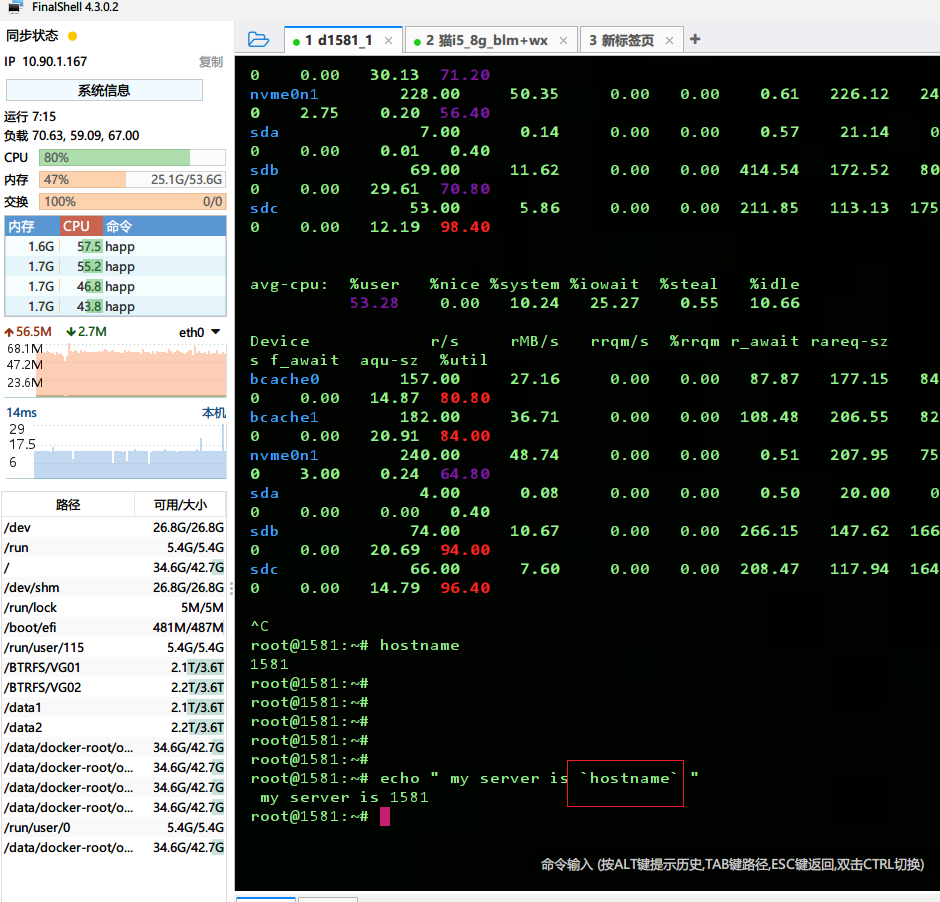 FinalShell 4.3.0.2
同步状态
IP 10.90.1.167 复制
系统信息
运行 7:15
负载 70.63, 59.09, 67.00
CPU 80%
内存 47% 25.1G/53.6G
交换 100% 0/0
内存 CPU 命令
1.6G 57.5 happ
1.7G 55.2 happ
1.7G 46.8 happ
1.7G 43.8 happ
56.5M 2.7M eth0
68.1M
47.2M
23.6M
14ms 本机
29
17.5
6
路径 可用/大小
/dev 26.8G/26.8G
/run 5.4G/5.4G
/ 34.6G/42.7G
/dev/shm 26.8G/26.8G
/run/lock 5M/5M
/boot/efi 481M/487M
/run/user/115 5.4G/5.4G
/BTRFS/VG01 2.1T/3.6T
/BTRFS/VG02 2.2T/3.6T
/data1 2.1T/3.6T
/data2 2.2T/3.6T
/data/docker-root/o... 34.6G/42.7G
/data/docker-root/o... 34.6G/42.7G
/data/docker-root/o... 34.6G/42.7G
/data/docker-root/o... 34.6G/42.7G
/run/user/0 5.4G/5.4G
/data/docker-root/o... 34.6G/42.7G
1 d1581_1 × 2 猫i5_8g_blm+wx × 3 新标签页 × +
0 0.00 30.13 71.20
nvme0n1 228.00 50.35 0.00 0.00 0.61 226.12 24
0 2.75 0.20 56.40
sda 7.00 0.14 0.00 0.00 0.57 21.14 0
0 0.00 0.01 0.40
sdb 69.00 11.62 0.00 0.00 414.54 172.52 80
0 0.00 29.61 70.80
sdc 53.00 5.86 0.00 0.00 211.85 113.13 175
0 0.00 12.19 98.40
avg-cpu: %user %nice %system %iowait %steal %idle
53.28 0.00 10.24 25.27 0.55 10.66
Device r/s rMB/s rrqm/s %rrqm r_await rareq-sz
s f_await aqu-sz %util
bcache0 157.00 27.16 0.00 0.00 87.87 177.15 84
0 0.00 14.87 80.80
bcache1 182.00 36.71 0.00 0.00 108.48 206.55 82
0 0.00 20.91 84.00
nvme0n1 240.00 48.74 0.00 0.00 0.51 207.95 75
0 3.00 0.24 64.80
sda 4.00 0.08 0.00 0.00 0.50 20.00 0
0 0.00 0.00 0.40
sdb 74.00 10.67 0.00 0.00 266.15 147.62 166
0 0.00 20.69 94.00
sdc 66.00 7.60 0.00 0.00 208.47 117.94 164
0 0.00 14.79 96.40
^C
root@1581:~# hostname
1581
root@1581:~#
root@1581:~#
root@1581:~#
root@1581:~#
root@1581:~#
root@1581:~# echo " my server is `hostname` "
my server is 1581
root@1581:~#
命令输入 (按ALT键提示历史,TAB键路径,ESC键返回,双击CTRL切换)